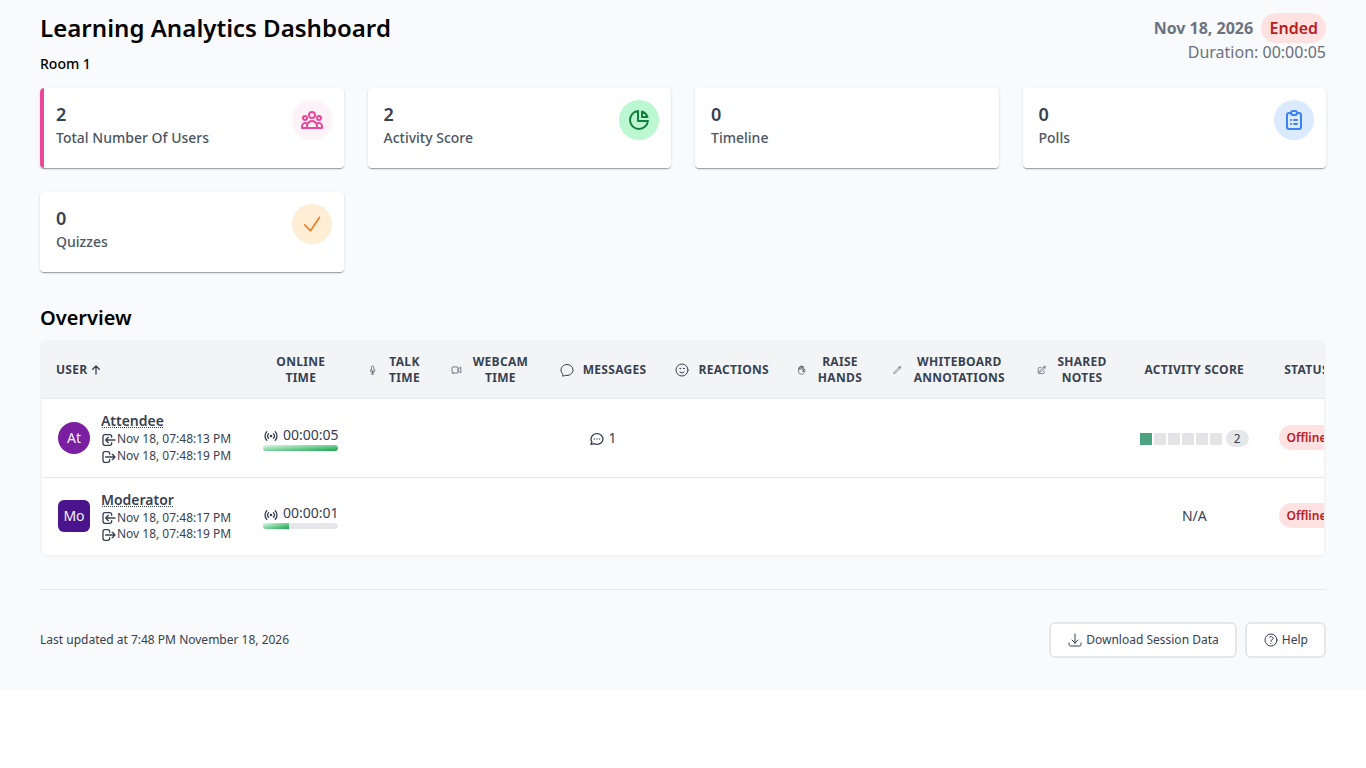 Learning Analytics Dashboard
Nov 18, 2026 Ended
Duration: 00:00:05
Room 1
2
Total Number Of Users
2
Activity Score
0
Timeline
0
Polls
0
Quizzes
Overview
USER
ONLINE TIME
TALK TIME
WEBCAM TIME
MESSAGES
REACTIONS
RAISE HANDS
WHITEBOARD ANNOTATIONS
SHARED NOTES
ACTIVITY SCORE
STATUS
At
Attendee
Nov 18, 07:48:13 PM
Nov 18, 07:48:19 PM
00:00:05
1
2
Offline
Mo
Moderator
Nov 18, 07:48:17 PM
Nov 18, 07:48:19 PM
00:00:01
N/A
Offline
Last updated at 7:48 PM November 18, 2026
Download Session Data
Help